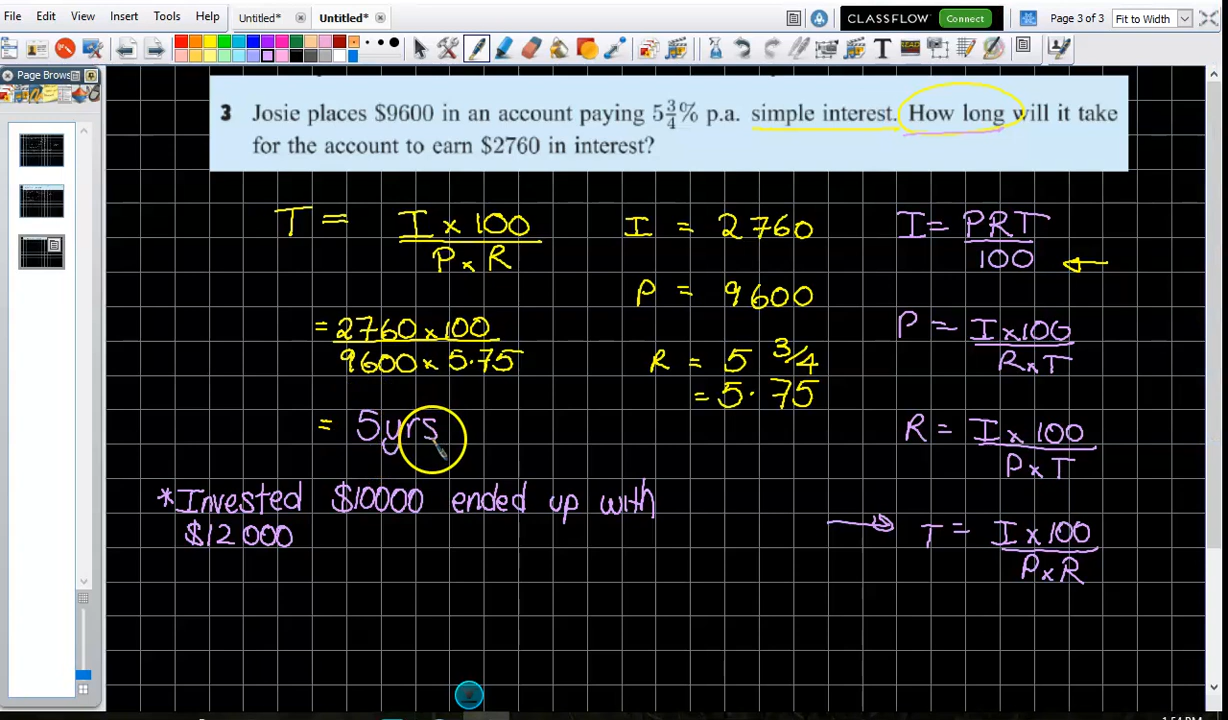 File Edit View Insert Tools Help Untitled* Untitled* CLASSFLOW Connect Page 3 of 3 Fit to Width
Page Brows
3 Josie places $9600 in an account paying 5 3/4% p.a. simple interest. How long will it take
for the account to earn $2760 in interest?
T = I x 100 / P x R
= 2760 x 100 / 9600 x 5.75
= 5yrs
I = 2760
P = 9600
R = 5 3/4
= 5.75
I = PRT / 100
P = I x 100 / R x T
R = I x 100 / P x T
T = I x 100 / P x R
*Invested $10000 ended up with
$12000